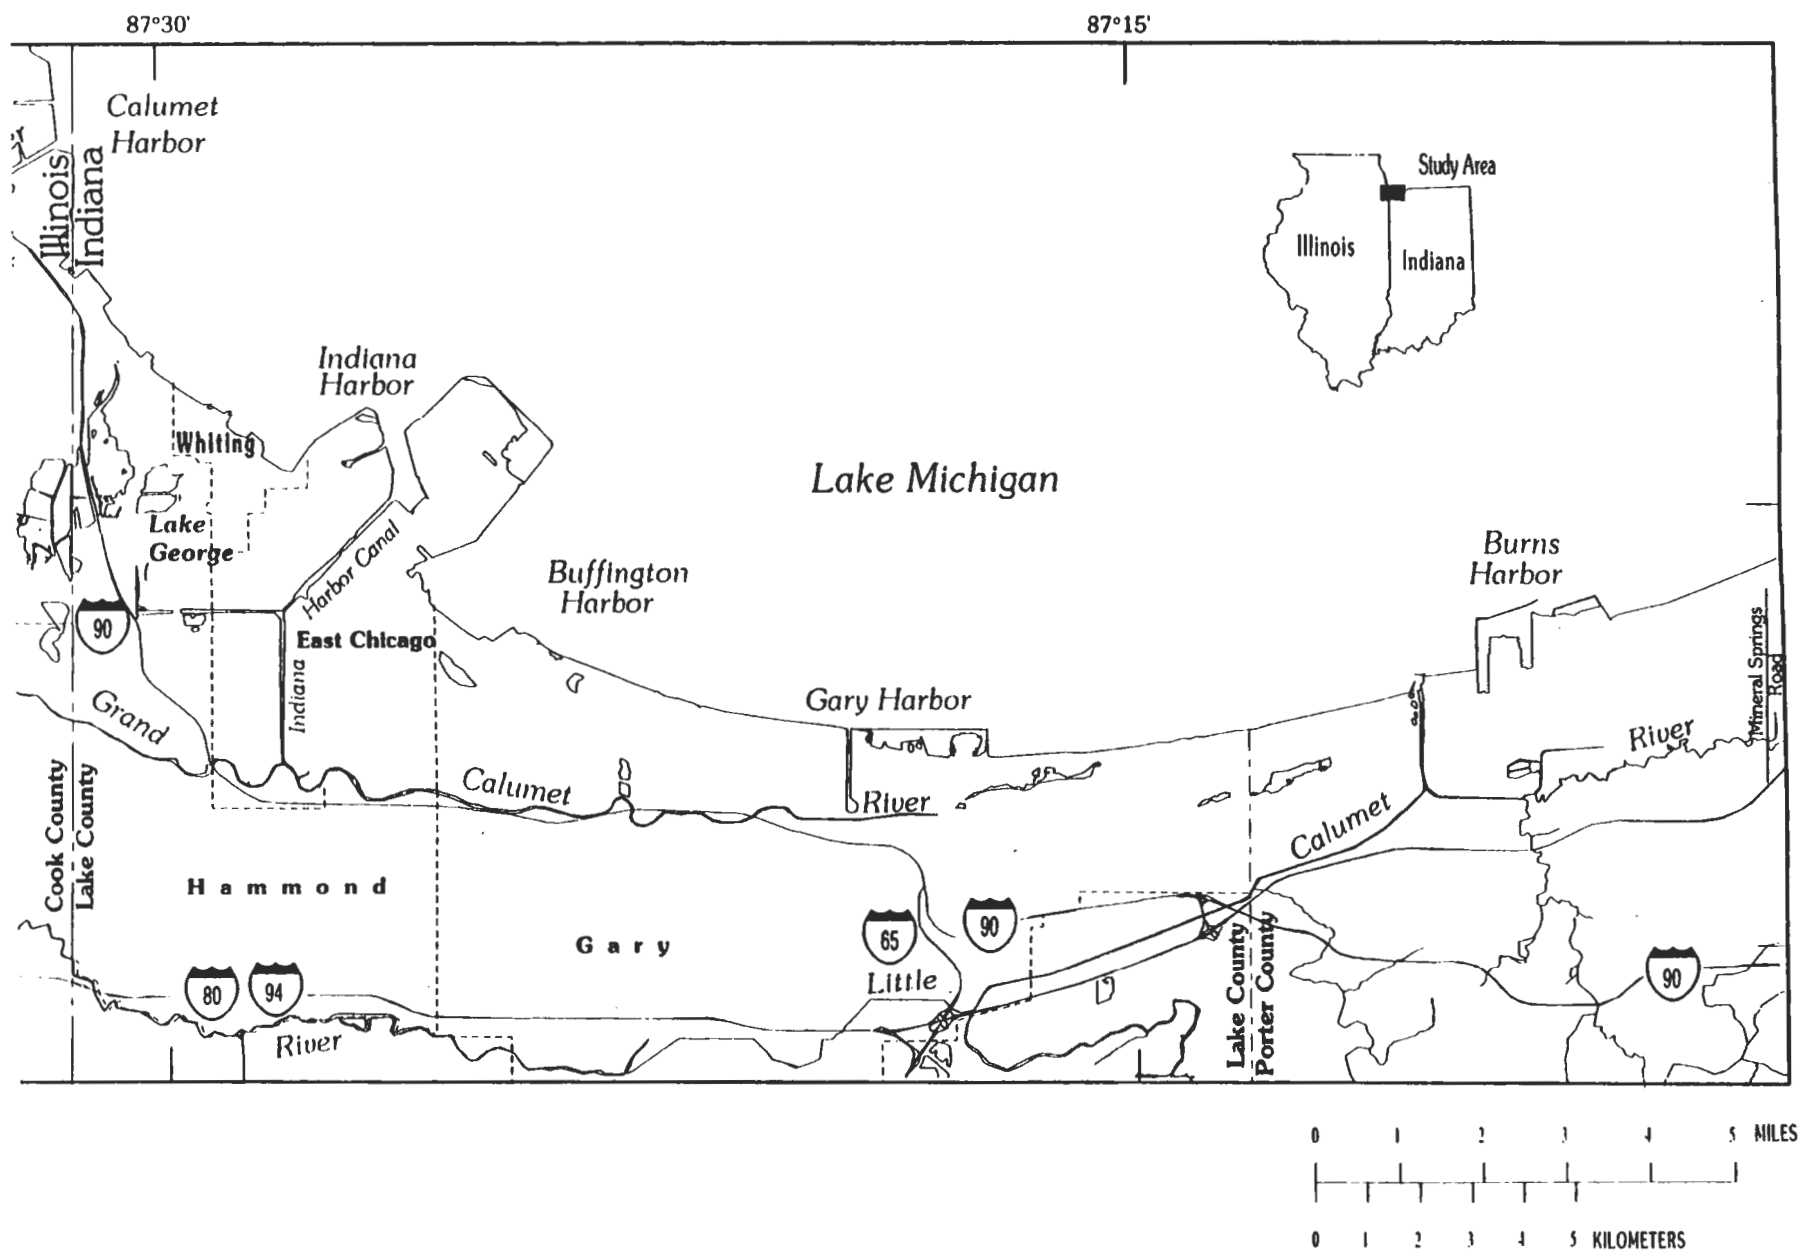 87°30'
87°15'
Calumet
Harbor
Illinois
Indiana
Study Area
Illinois
Indiana
Indiana
Harbor
Whiting
Lake Michigan
Lake
George
Harbor Canal
Buffington
Harbor
Burns
Harbor
90
East Chicago
Indiana
Mineral Springs
Road
Grand
Gary Harbor
River
Calumet
River
Calumet
Cook County
Lake County
Hammond
Gary
65
90
Little
Lake County
Porter County
90
80
94
River
0 1 2 3 4 5 MILES
0 1 2 3 4 5 KILOMETERS